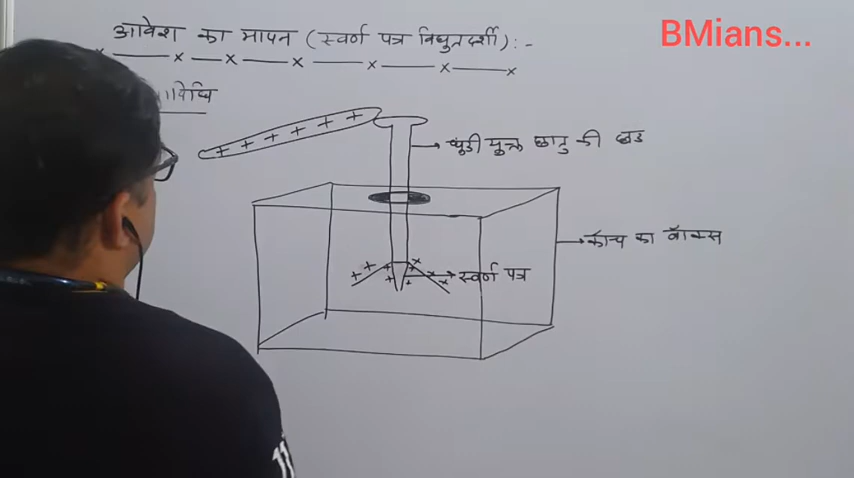 आवेश का मापन (स्वर्ण पत्र विद्युतदर्शी) :-
BMians...
घुंडी युक्त धातु की छड़
काँच का बॉक्स
स्वर्ण पत्र